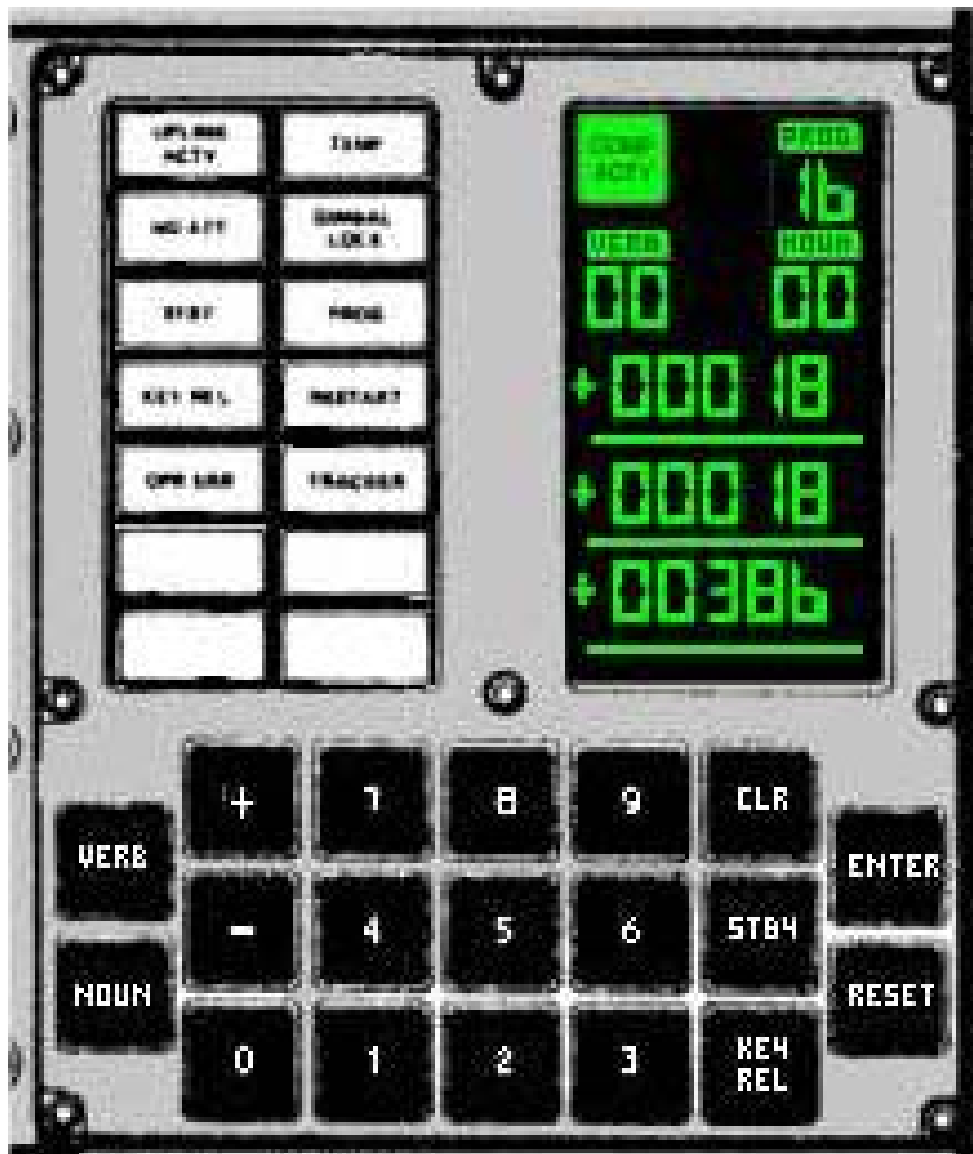 UPLINK
ACTY
TEMP
NO ATT
GIMBAL
LOCK
STBY
PROG
KEY REL
RESTART
OPR ERR
TRACKER
COMP
ACTY
PROG
16
VERB NOUN
00 00
+00018
+00018
+00386
+ 7 8 9 CLR
VERB
ENTER
- 4 5 6 STBY
NOUN
RESET
0 1 2 3 KEY
REL